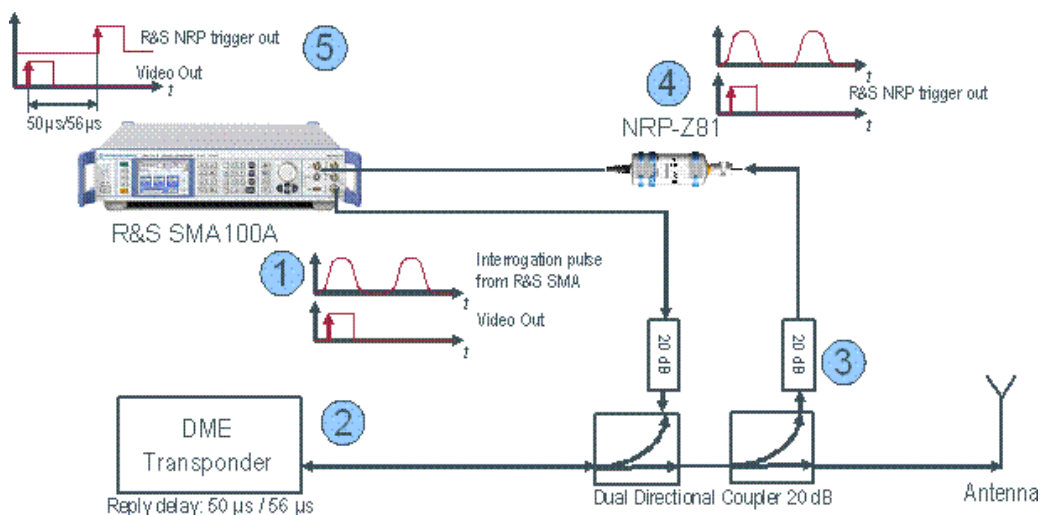 R&S NRP trigger out
Video Out
t
50 µs/56 µs
5
4
t
R&S NRP trigger out
t
NRP-Z81
R&S SMA100A
1
Interrogation pulse
from R&S SMA
t
Video Out
t
20 dB
20 dB
3
2
DME
Transponder
Reply delay: 50 µs / 56 µs
Dual Directional Coupler 20 dB
Antenna